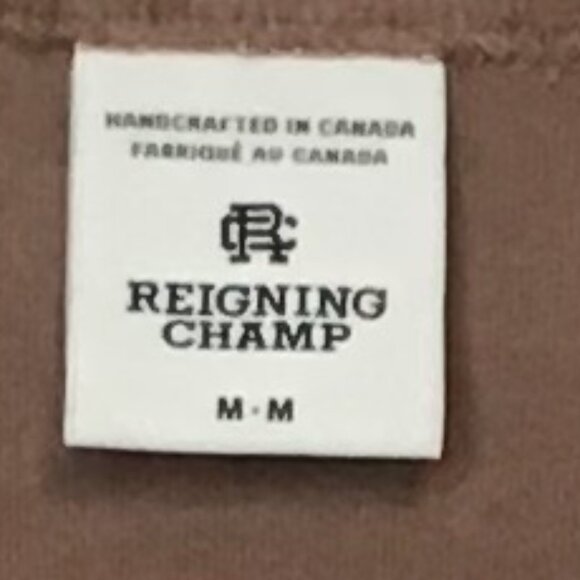 HANDCRAFTED IN CANADA
FABRIQUÉ AU CANADA
RC
REIGNING
CHAMP
M · M